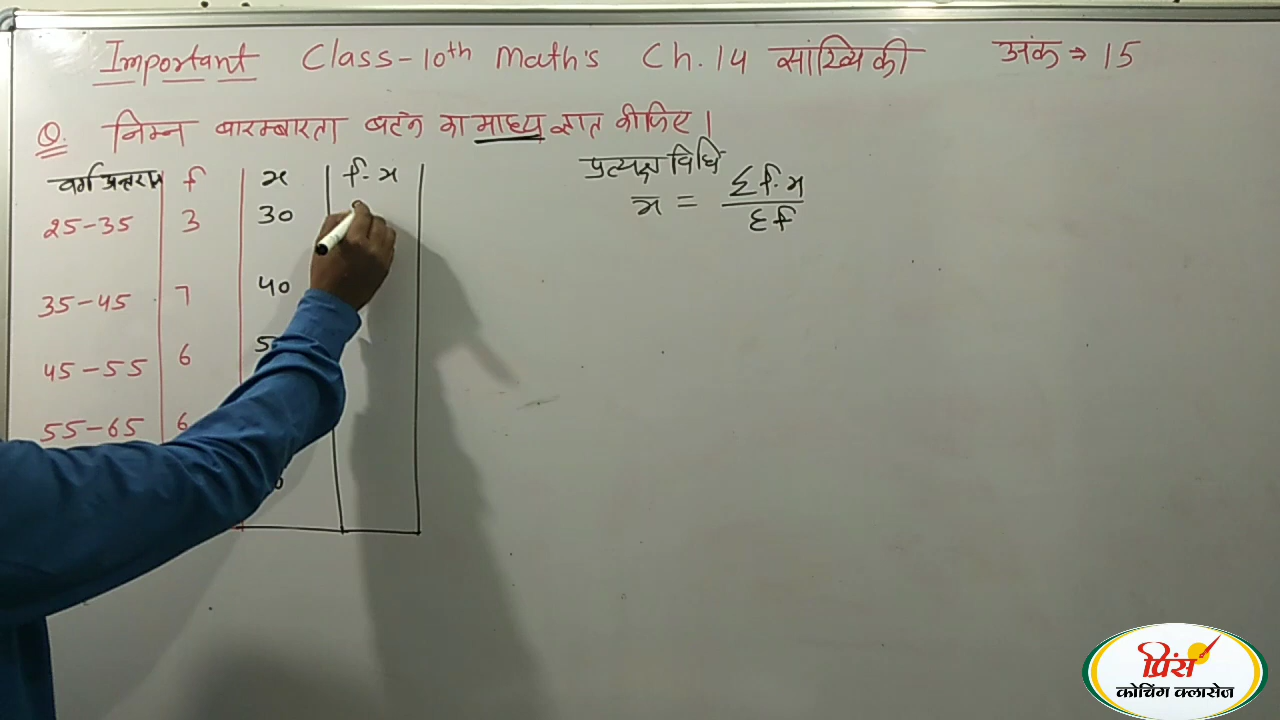 Important Class-10th Math's Ch. 14 सांख्यिकी अंक → 15
Q. निम्न बारम्बारता बटंन का माध्य ज्ञात कीजिए।
प्रत्यक्ष विधि
x̄ = Σf·x / Σf
वर्ग अन्तराल f x f·x
25-35 3 30
35-45 7 40
45-55 6
55-65 6
प्रिंस
कोचिंग क्लासेज